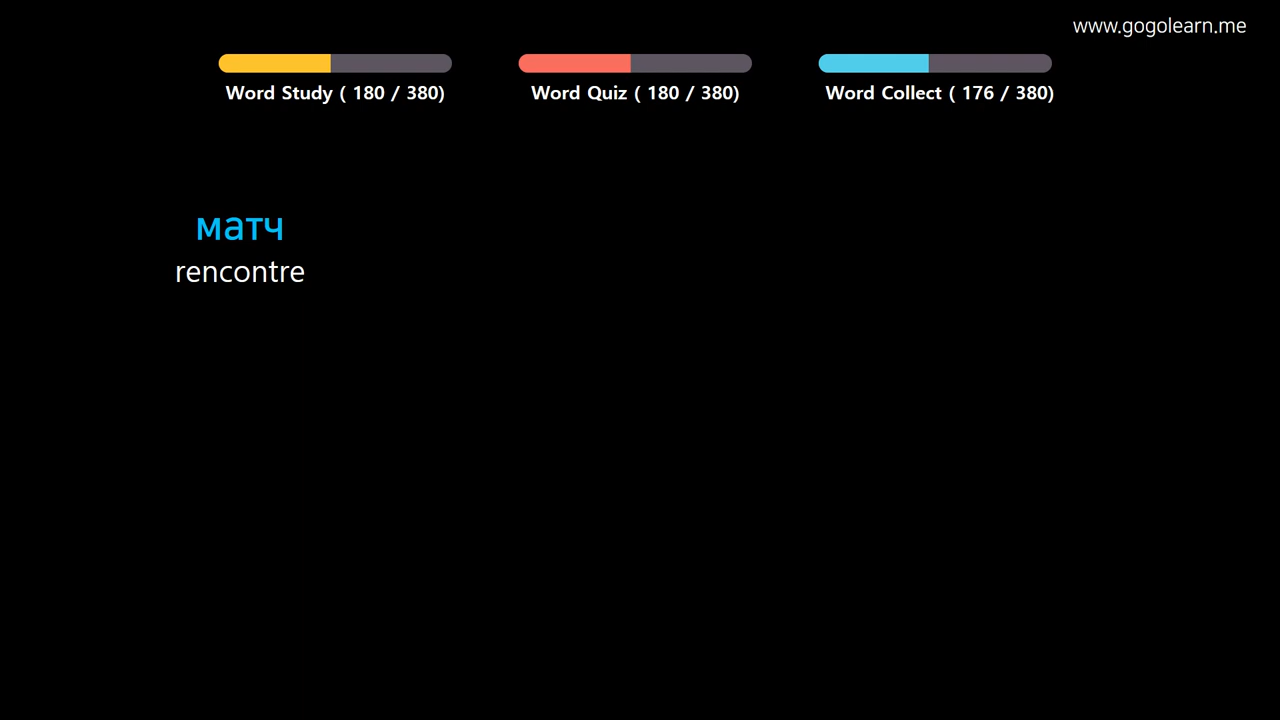 www.gogolearn.me
Word Study ( 180 / 380)
Word Quiz ( 180 / 380)
Word Collect ( 176 / 380)
матч
rencontre